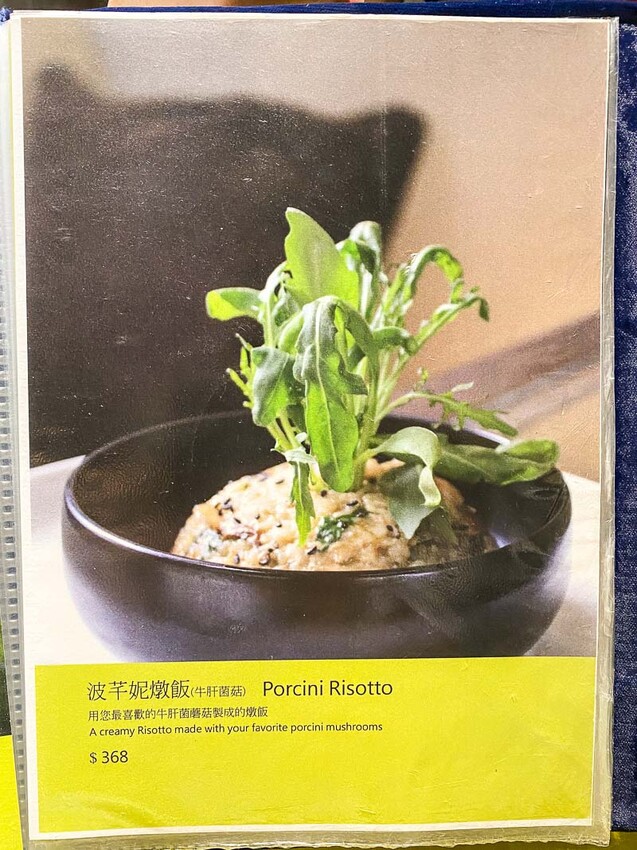 波芊妮燉飯(牛肝菌菇) Porcini Risotto
用您最喜歡的牛肝菌蘑菇製成的燉飯
A creamy Risotto made with your favorite porcini mushrooms
$ 368